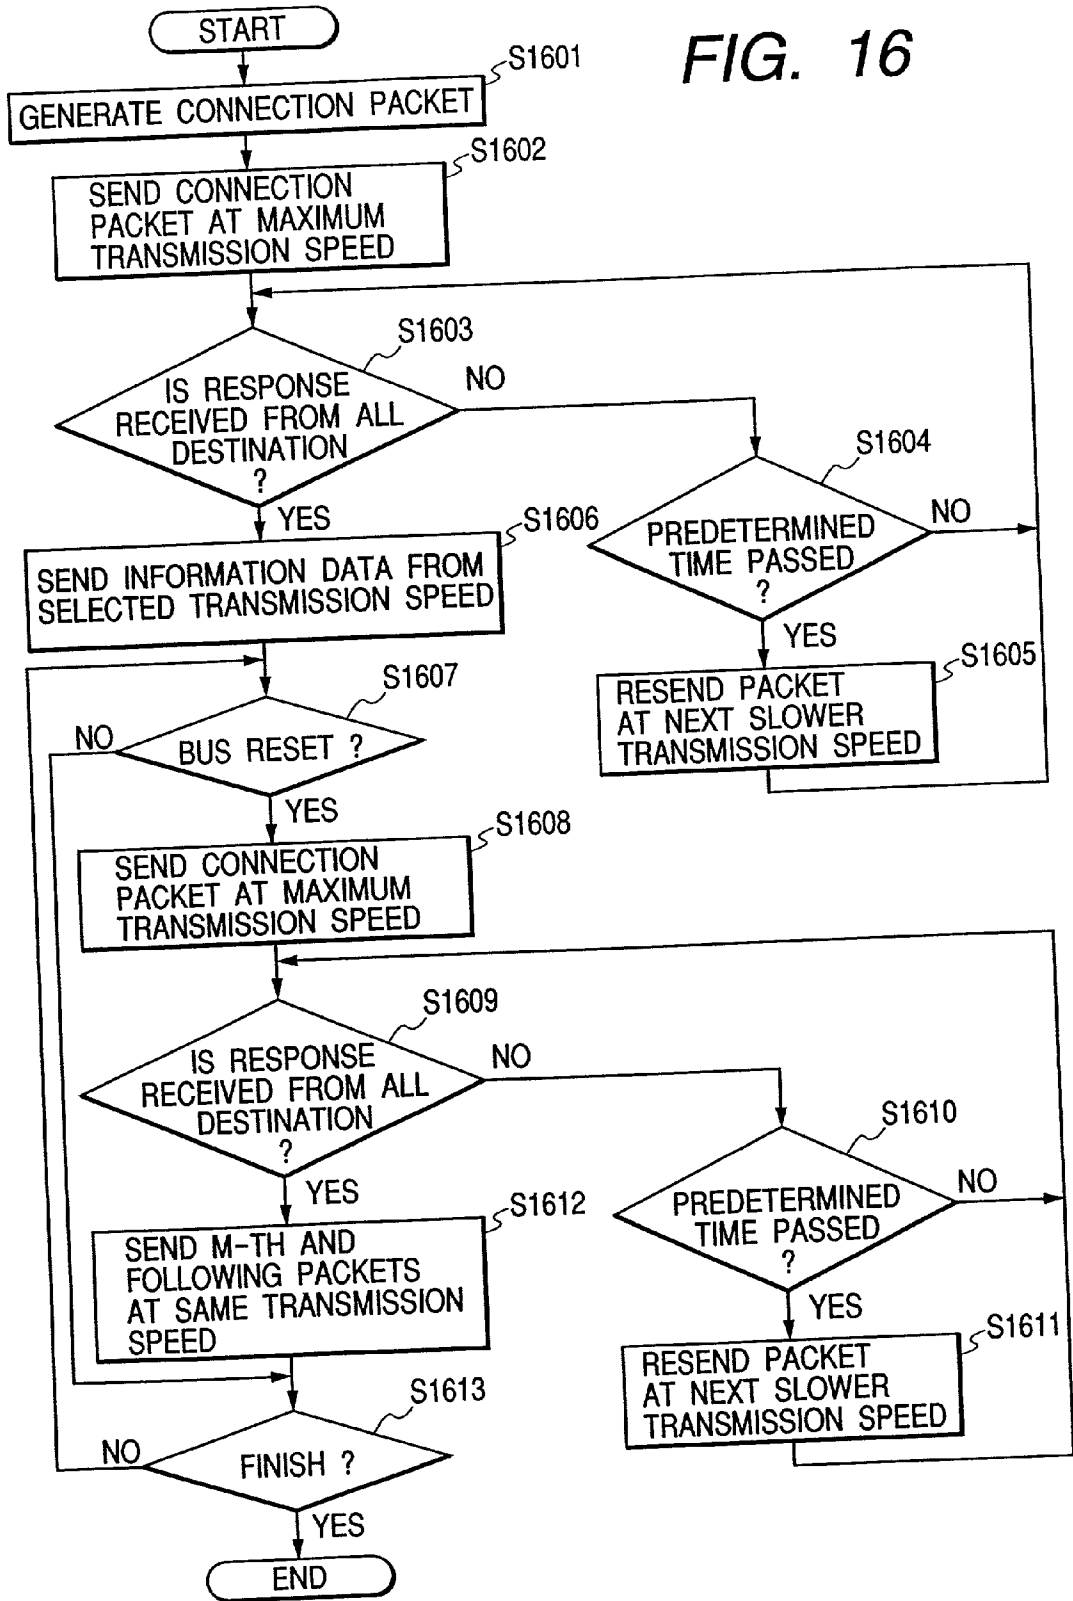 START
FIG. 16
S1601
GENERATE CONNECTION PACKET
S1602
SEND CONNECTION
PACKET AT MAXIMUM
TRANSMISSION SPEED
S1603
IS RESPONSE
RECEIVED FROM ALL
DESTINATION
?
NO
YES
S1604
PREDETERMINED
TIME PASSED
?
NO
YES
S1605
RESEND PACKET
AT NEXT SLOWER
TRANSMISSION SPEED
S1606
SEND INFORMATION DATA FROM
SELECTED TRANSMISSION SPEED
S1607
BUS RESET ?
NO
YES
S1608
SEND CONNECTION
PACKET AT MAXIMUM
TRANSMISSION SPEED
S1609
IS RESPONSE
RECEIVED FROM ALL
DESTINATION
?
NO
YES
S1610
PREDETERMINED
TIME PASSED
?
NO
YES
S1611
RESEND PACKET
AT NEXT SLOWER
TRANSMISSION SPEED
S1612
SEND M-TH AND
FOLLOWING PACKETS
AT SAME TRANSMISSION
SPEED
S1613
FINISH ?
NO
YES
END